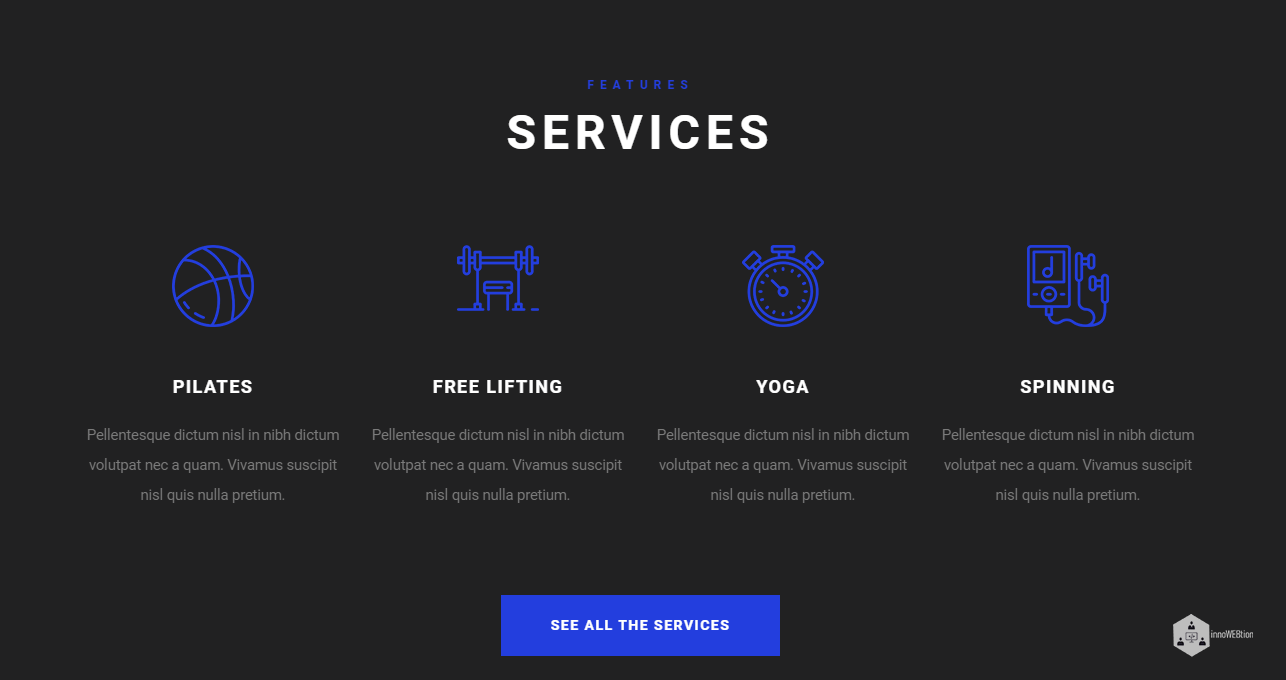 FEATURES
SERVICES
PILATES
Pellentesque dictum nisl in nibh dictum
volutpat nec a quam. Vivamus suscipit
nisl quis nulla pretium.
FREE LIFTING
Pellentesque dictum nisl in nibh dictum
volutpat nec a quam. Vivamus suscipit
nisl quis nulla pretium.
YOGA
Pellentesque dictum nisl in nibh dictum
volutpat nec a quam. Vivamus suscipit
nisl quis nulla pretium.
SPINNING
Pellentesque dictum nisl in nibh dictum
volutpat nec a quam. Vivamus suscipit
nisl quis nulla pretium.
SEE ALL THE SERVICES
innoWEBtion